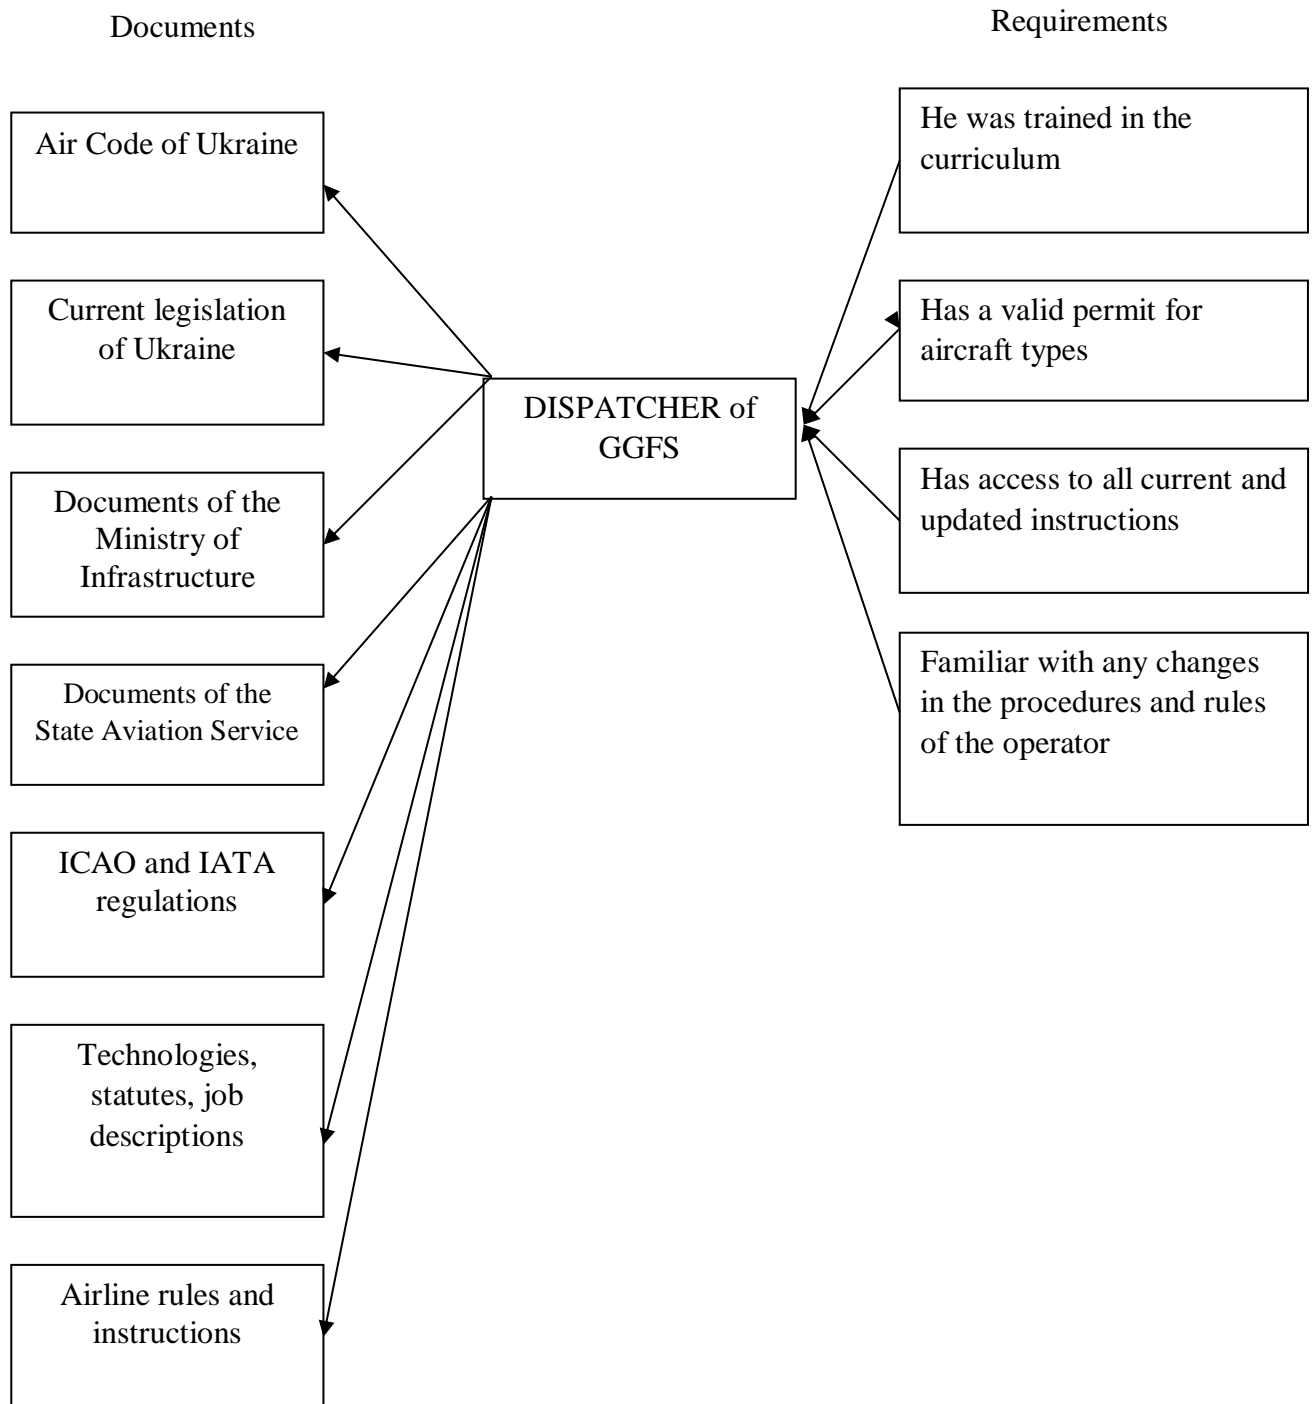 Documents
Requirements
Air Code of Ukraine
Current legislation
of Ukraine
Documents of the
Ministry of
Infrastructure
Documents of the
State Aviation Service
ICAO and IATA
regulations
Technologies,
statutes, job
descriptions
Airline rules and
instructions
DISPATCHER of
GGFS
He was trained in the
curriculum
Has a valid permit for
aircraft types
Has access to all current and
updated instructions
Familiar with any changes
in the procedures and rules
of the operator